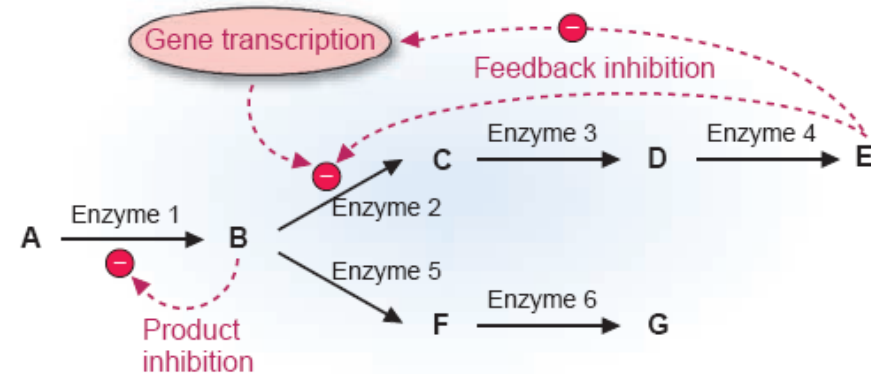 Gene transcription
−
Feedback inhibition
−
C
Enzyme 3
D
Enzyme 4
E
Enzyme 2
A
Enzyme 1
B
−
Enzyme 5
F
Enzyme 6
G
Product
inhibition